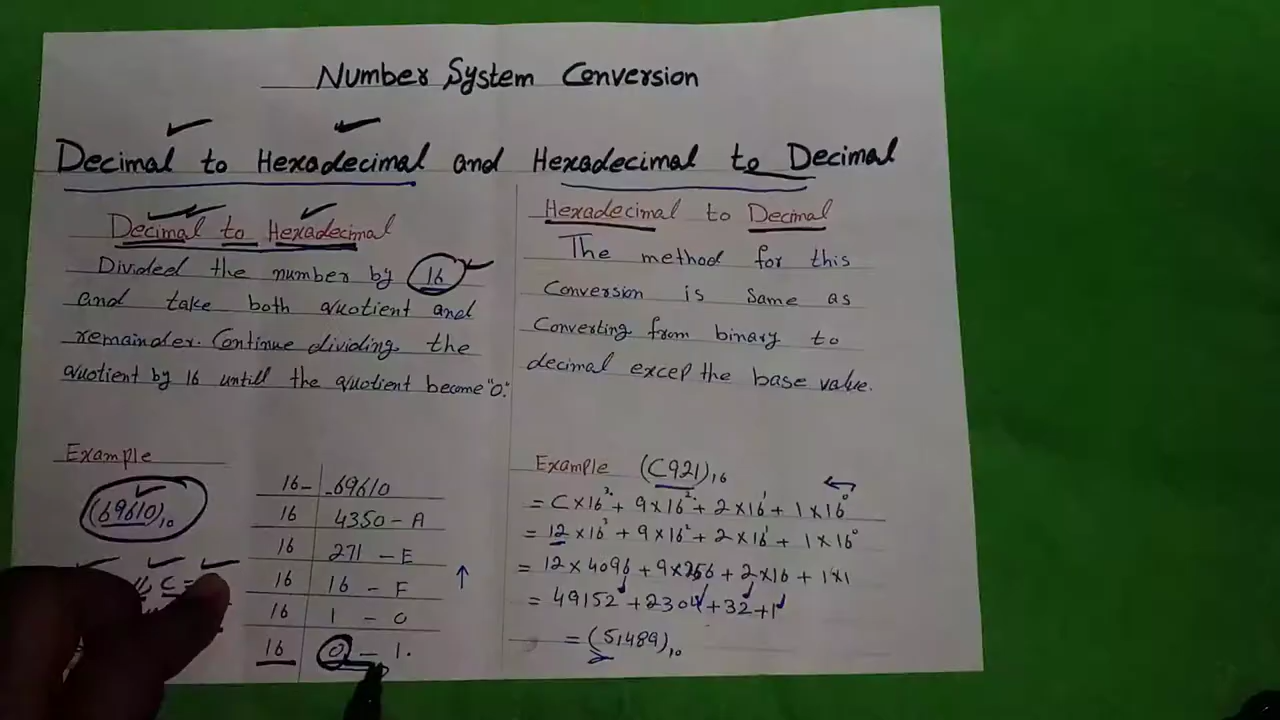 Number System Conversion
Decimal to Hexadecimal and Hexadecimal to Decimal
Decimal to Hexadecimal
Divided the number by 16
and take both quotient and
remainder. Continue dividing the
quotient by 16 untill the quotient become "0".
Example
(69610)₁₀
C =
16 69610
16 4350 - A
16 271 - E
16 16 - F
16 1 - 0
16 0 - 1.
Hexadecimal to Decimal
The method for this
Conversion is same as
Converting from binary to
decimal excep the base value.
Example (C921)₁₆
= C×16³ + 9×16² + 2×16¹ + 1×16⁰
= 12×16³ + 9×16² + 2×16¹ + 1×16⁰
= 12×4096 + 9×256 + 2×16 + 1×1
= 49152 + 2304 + 32 + 1
= (51489)₁₀